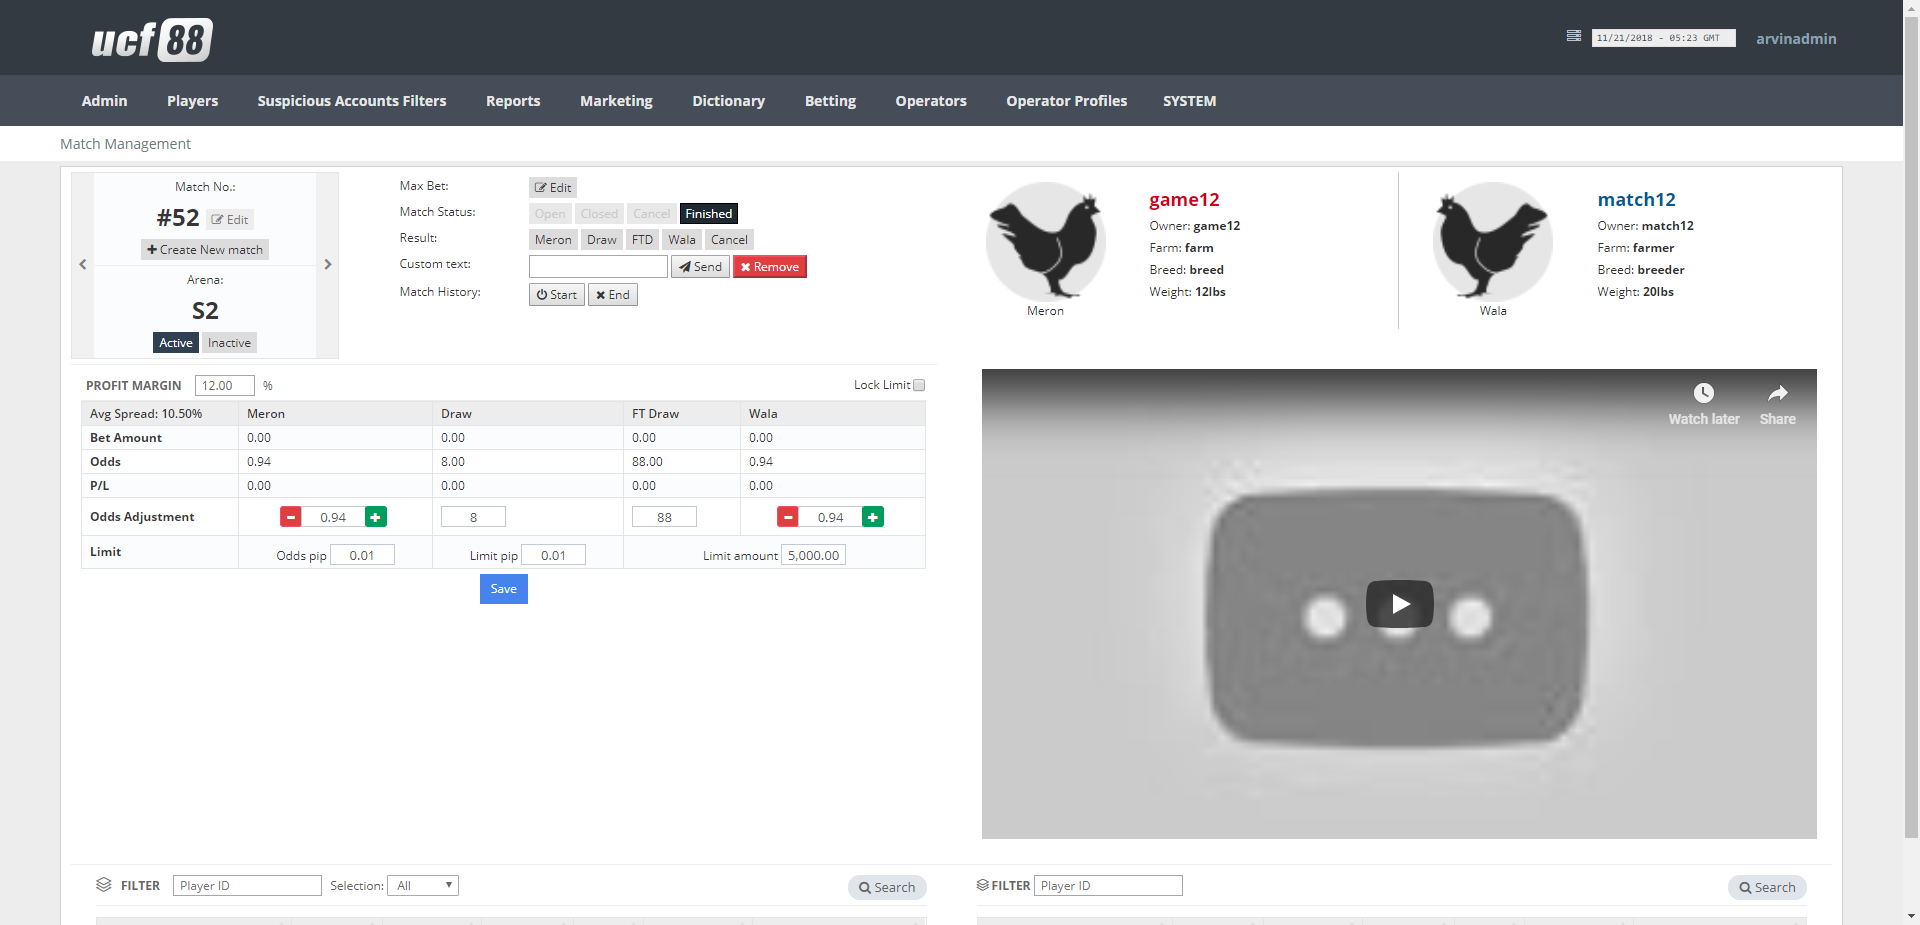 ucf88
11/21/2018 - 05:23 GMT
arvinadmin
Admin Players Suspicious Accounts Filters Reports Marketing Dictionary Betting Operators Operator Profiles SYSTEM
Match Management
Match No.:
#52 Edit
Create New match
Arena:
S2
Active Inactive
Max Bet: Edit
Match Status: Open Closed Cancel Finished
Result: Meron Draw FTD Wala Cancel
Custom text: Send Remove
Match History: Start End
Meron
game12
Owner: game12
Farm: farm
Breed: breed
Weight: 12lbs
Wala
match12
Owner: match12
Farm: farmer
Breed: breeder
Weight: 20lbs
PROFIT MARGIN 12.00 % Lock Limit
Avg Spread: 10.50% Meron Draw FT Draw Wala
Bet Amount 0.00 0.00 0.00 0.00
Odds 0.94 8.00 88.00 0.94
P/L 0.00 0.00 0.00 0.00
Odds Adjustment 0.94 8 88 0.94
Limit Odds pip 0.01 Limit pip 0.01 Limit amount 5,000.00
Save
Watch later Share
FILTER Player ID Selection: All Search
FILTER Player ID Search